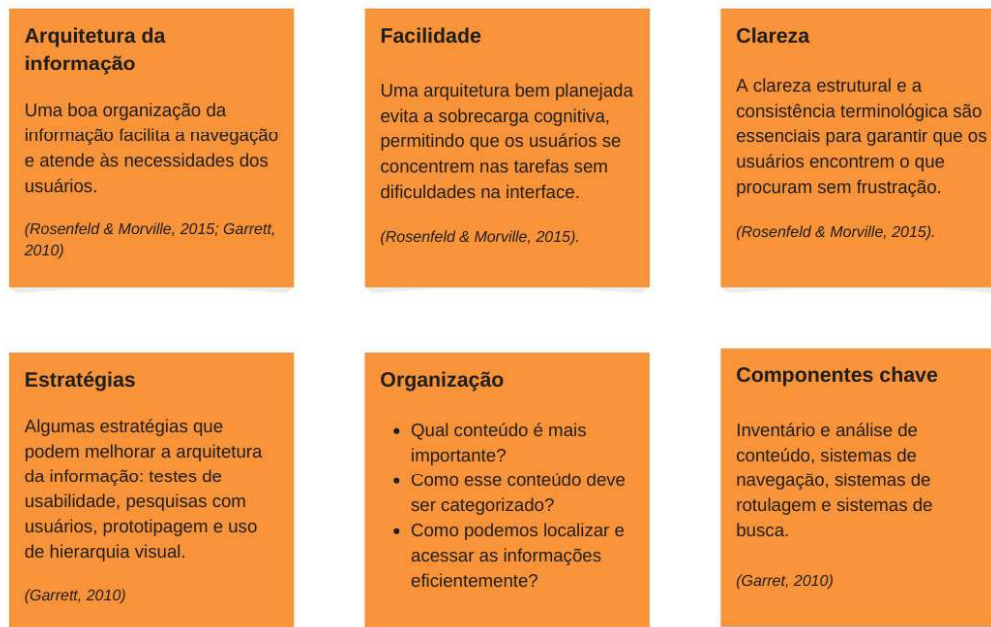 Arquitetura da
informação
Uma boa organização da
informação facilita a navegação
e atende às necessidades dos
usuários.
(Rosenfeld & Morville, 2015; Garrett,
2010)
Facilidade
Uma arquitetura bem planejada
evita a sobrecarga cognitiva,
permitindo que os usuários se
concentrem nas tarefas sem
dificuldades na interface.
(Rosenfeld & Morville, 2015).
Clareza
A clareza estrutural e a
consistência terminológica são
essenciais para garantir que os
usuários encontrem o que
procuram sem frustração.
(Rosenfeld & Morville, 2015).
Estratégias
Algumas estratégias que
podem melhorar a arquitetura
da informação: testes de
usabilidade, pesquisas com
usuários, prototipagem e uso
de hierarquia visual.
(Garrett, 2010)
Organização
• Qual conteúdo é mais
importante?
• Como esse conteúdo deve
ser categorizado?
• Como podemos localizar e
acessar as informações
eficientemente?
Componentes chave
Inventário e análise de
conteúdo, sistemas de
navegação, sistemas de
rotulagem e sistemas de
busca.
(Garret, 2010)